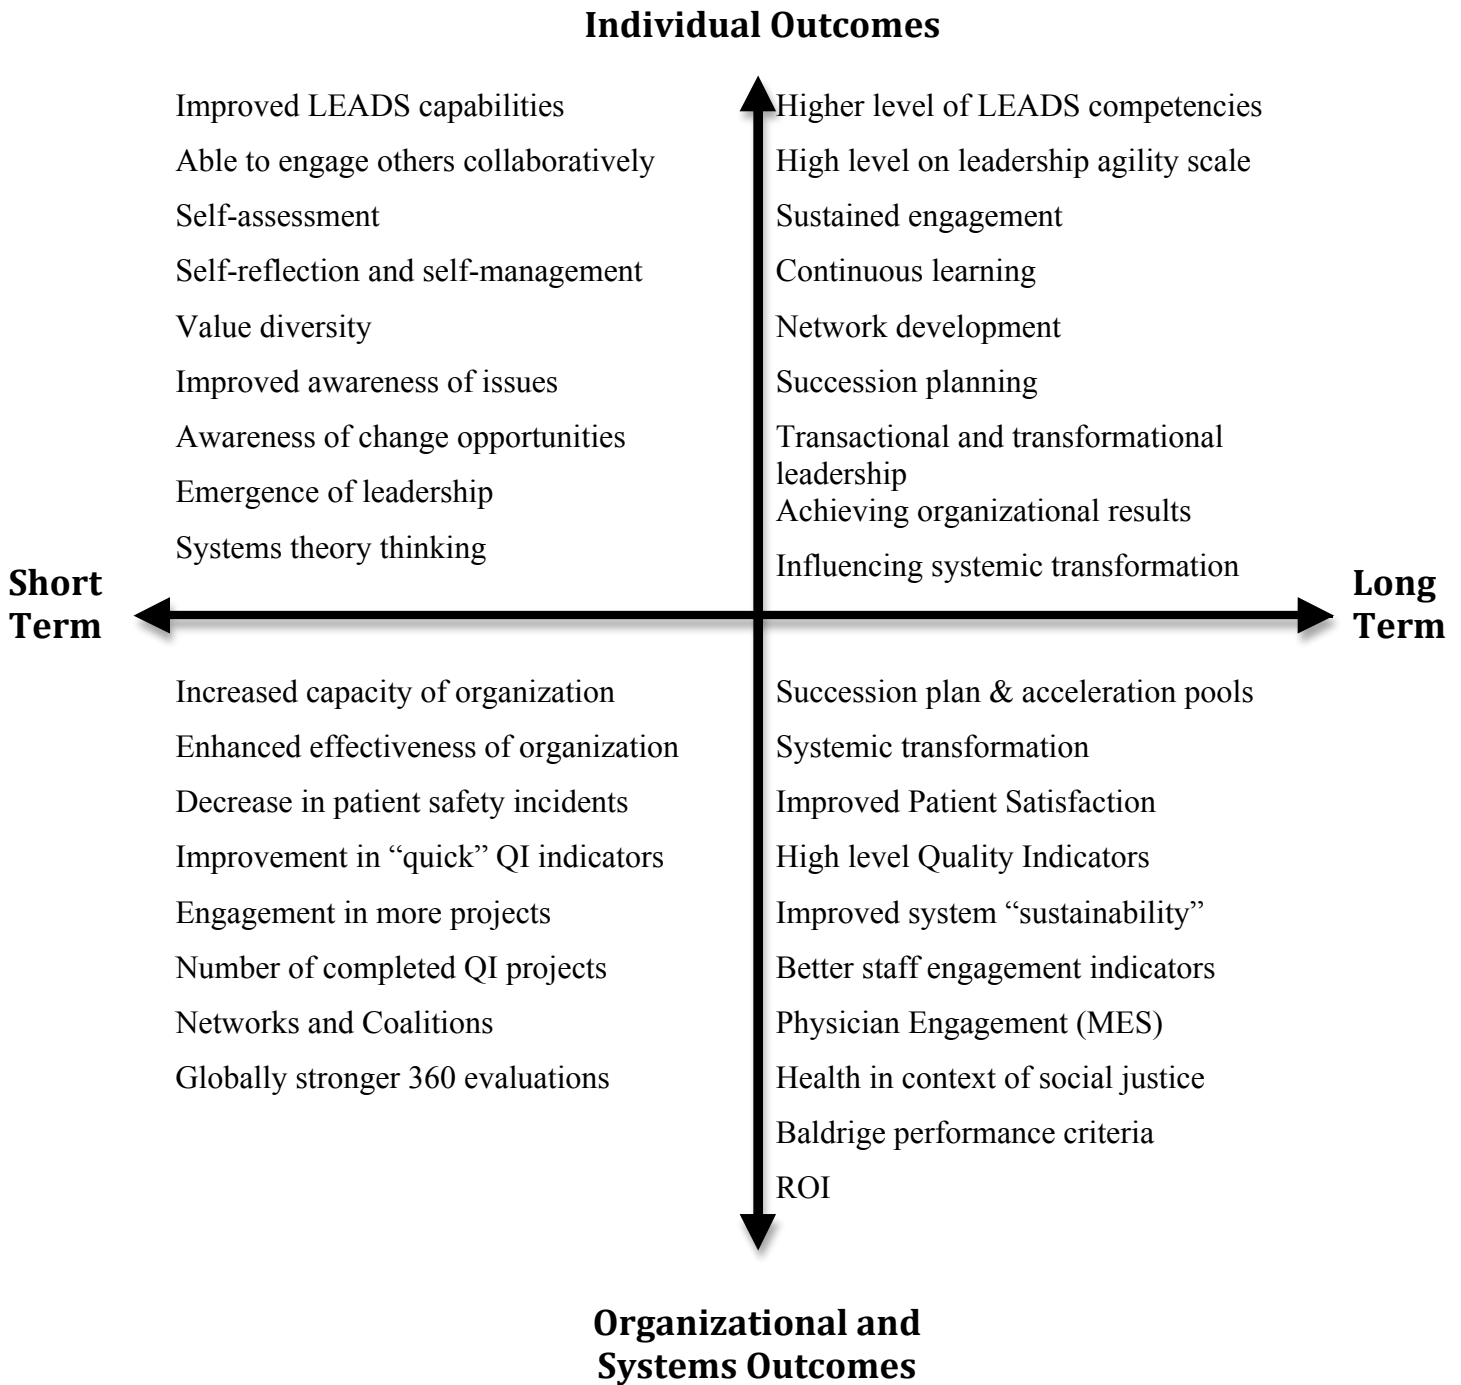 Individual Outcomes
Improved LEADS capabilities
Able to engage others collaboratively
Self-assessment
Self-reflection and self-management
Value diversity
Improved awareness of issues
Awareness of change opportunities
Emergence of leadership
Systems theory thinking
Higher level of LEADS competencies
High level on leadership agility scale
Sustained engagement
Continuous learning
Network development
Succession planning
Transactional and transformational
leadership
Achieving organizational results
Influencing systemic transformation
Short
Term
Long
Term
Increased capacity of organization
Enhanced effectiveness of organization
Decrease in patient safety incidents
Improvement in “quick” QI indicators
Engagement in more projects
Number of completed QI projects
Networks and Coalitions
Globally stronger 360 evaluations
Succession plan & acceleration pools
Systemic transformation
Improved Patient Satisfaction
High level Quality Indicators
Improved system “sustainability”
Better staff engagement indicators
Physician Engagement (MES)
Health in context of social justice
Baldrige performance criteria
ROI
Organizational and
Systems Outcomes